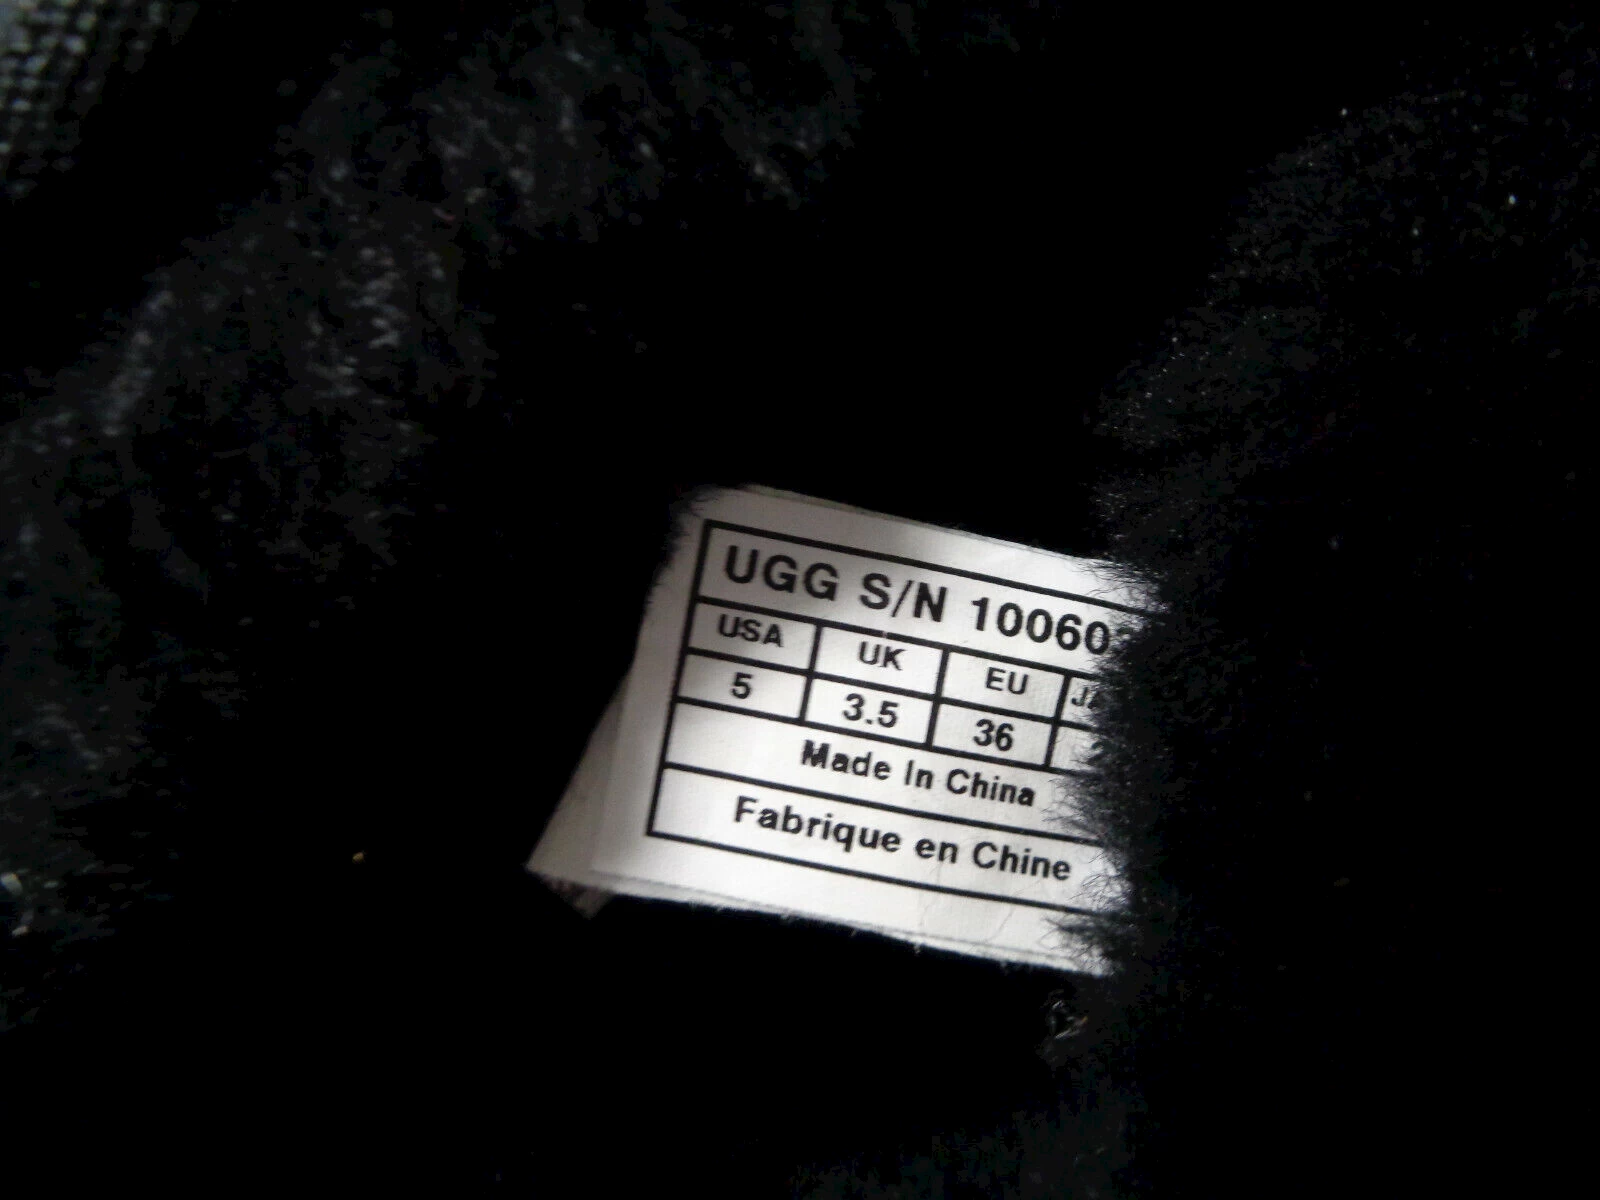 UGG S/N 10060
USA UK EU
5 3.5 36
Made In China
Fabrique en Chine